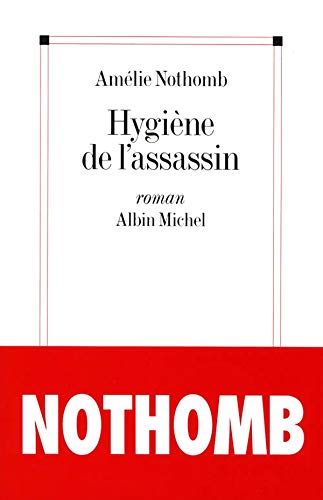 Amélie Nothomb
Hygiène
de l'assassin
roman
Albin Michel
NOTHOMB